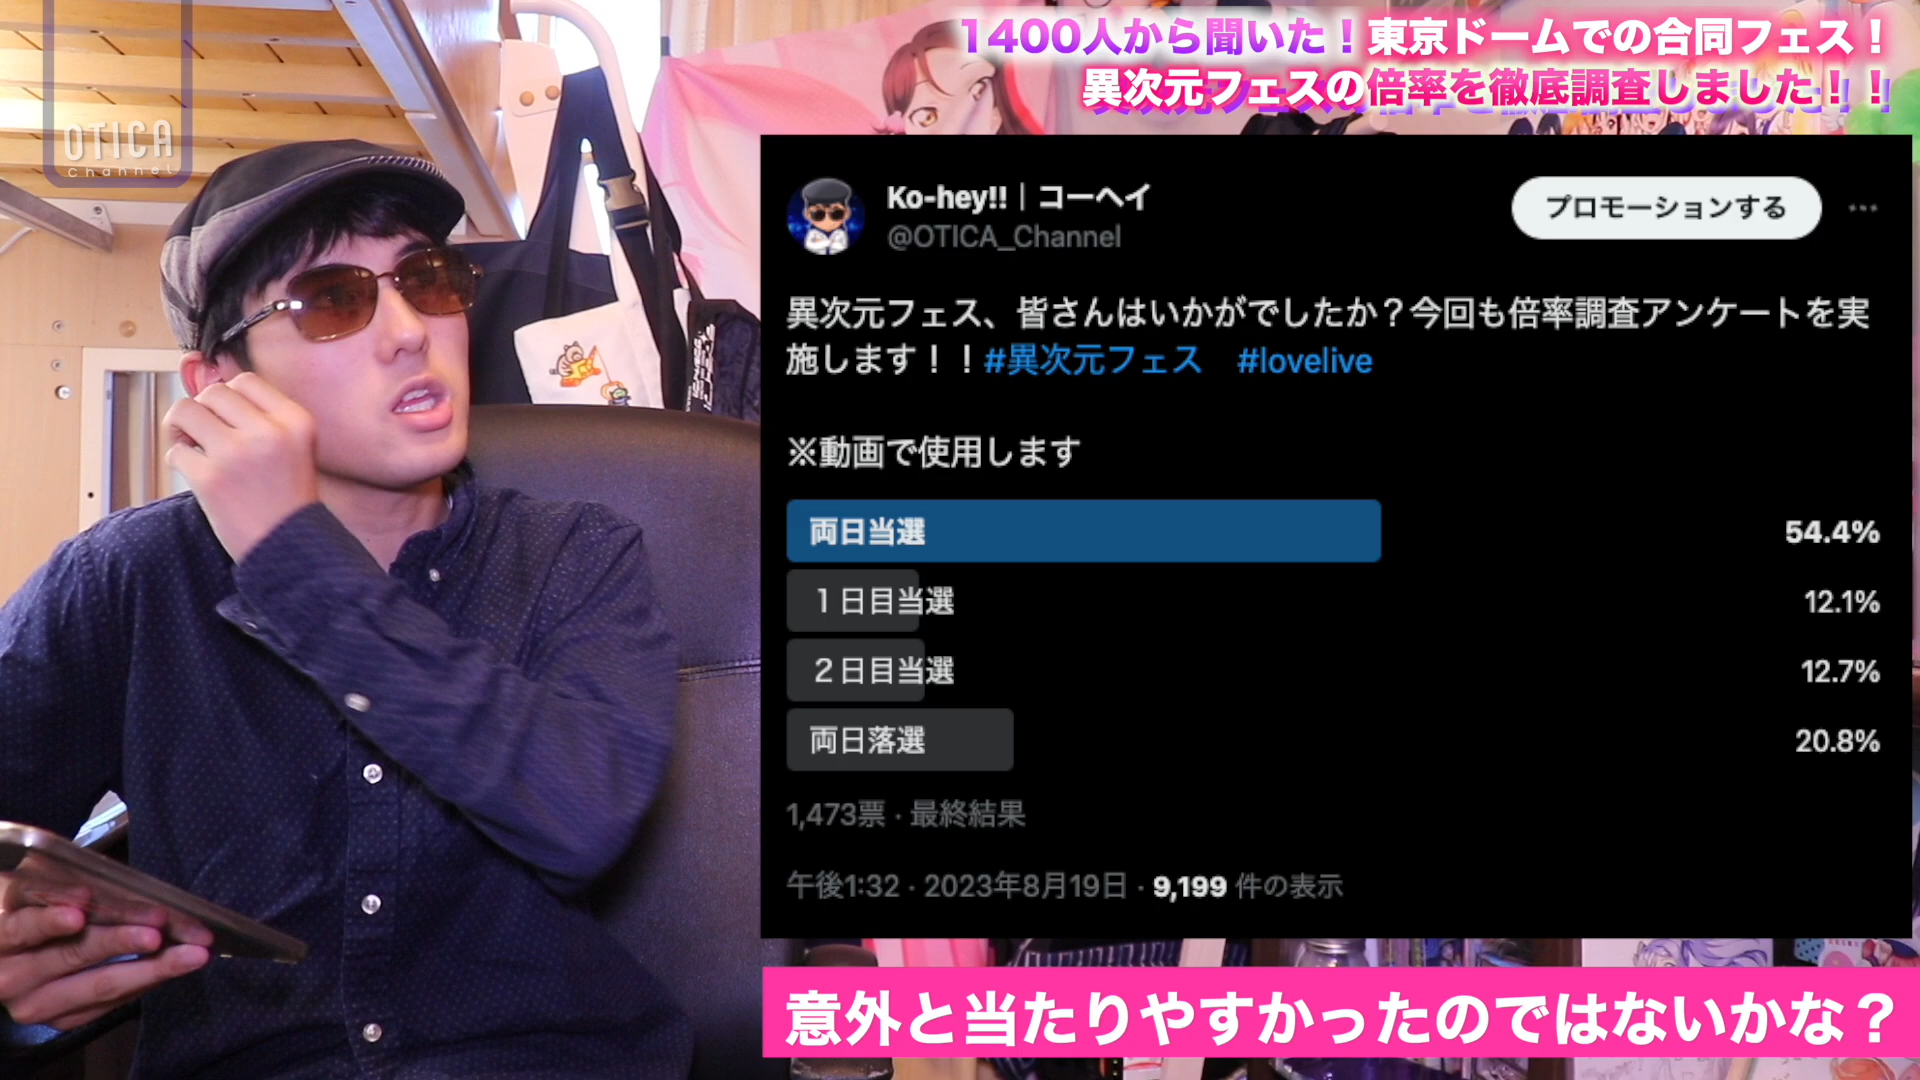 OTICA
Channel
1400人から聞いた！東京ドームでの合同フェス！
異次元フェスの倍率を徹底調査しました！！
Ko-hey!!｜コーヘイ
@OTICA_Channel
プロモーションする
異次元フェス、皆さんはいかがでしたか？今回も倍率調査アンケートを実
施します！！#異次元フェス　#lovelive
※動画で使用します
両日当選 54.4%
１日目当選 12.1%
２日目当選 12.7%
両日落選 20.8%
1,473票 · 最終結果
午後1:32 · 2023年8月19日 · 9,199 件の表示
意外と当たりやすかったのではないかな？